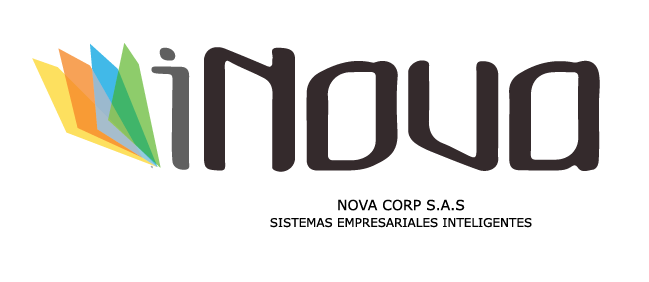 iNova
NOVA CORP S.A.S
SISTEMAS EMPRESARIALES INTELIGENTES